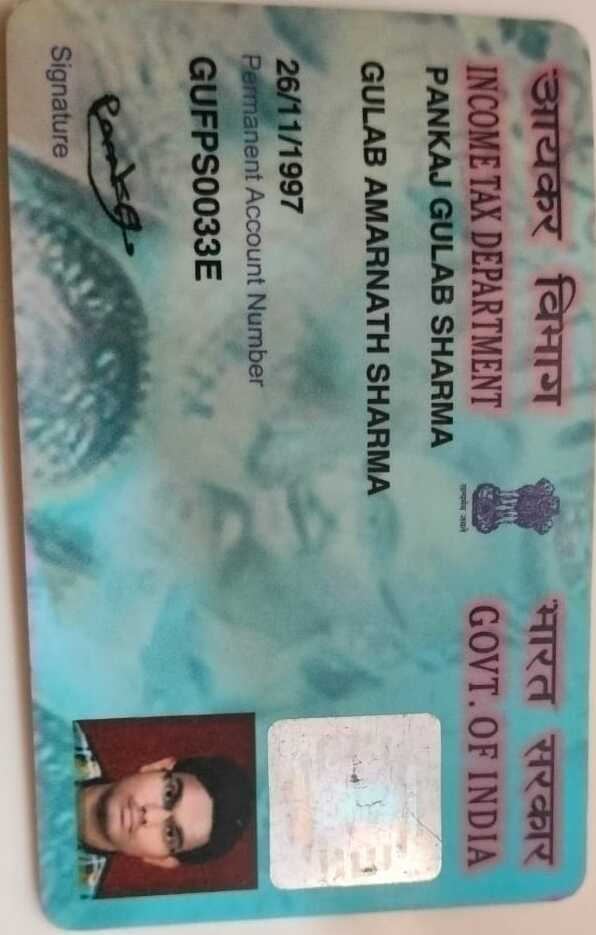 आयकर विभाग
INCOME TAX DEPARTMENT
सत्यमेव जयते
भारत सरकार
GOVT. OF INDIA
PANKAJ GULAB SHARMA
GULAB AMARNATH SHARMA
26/11/1997
Permanent Account Number
GUFPS0033E
Signature